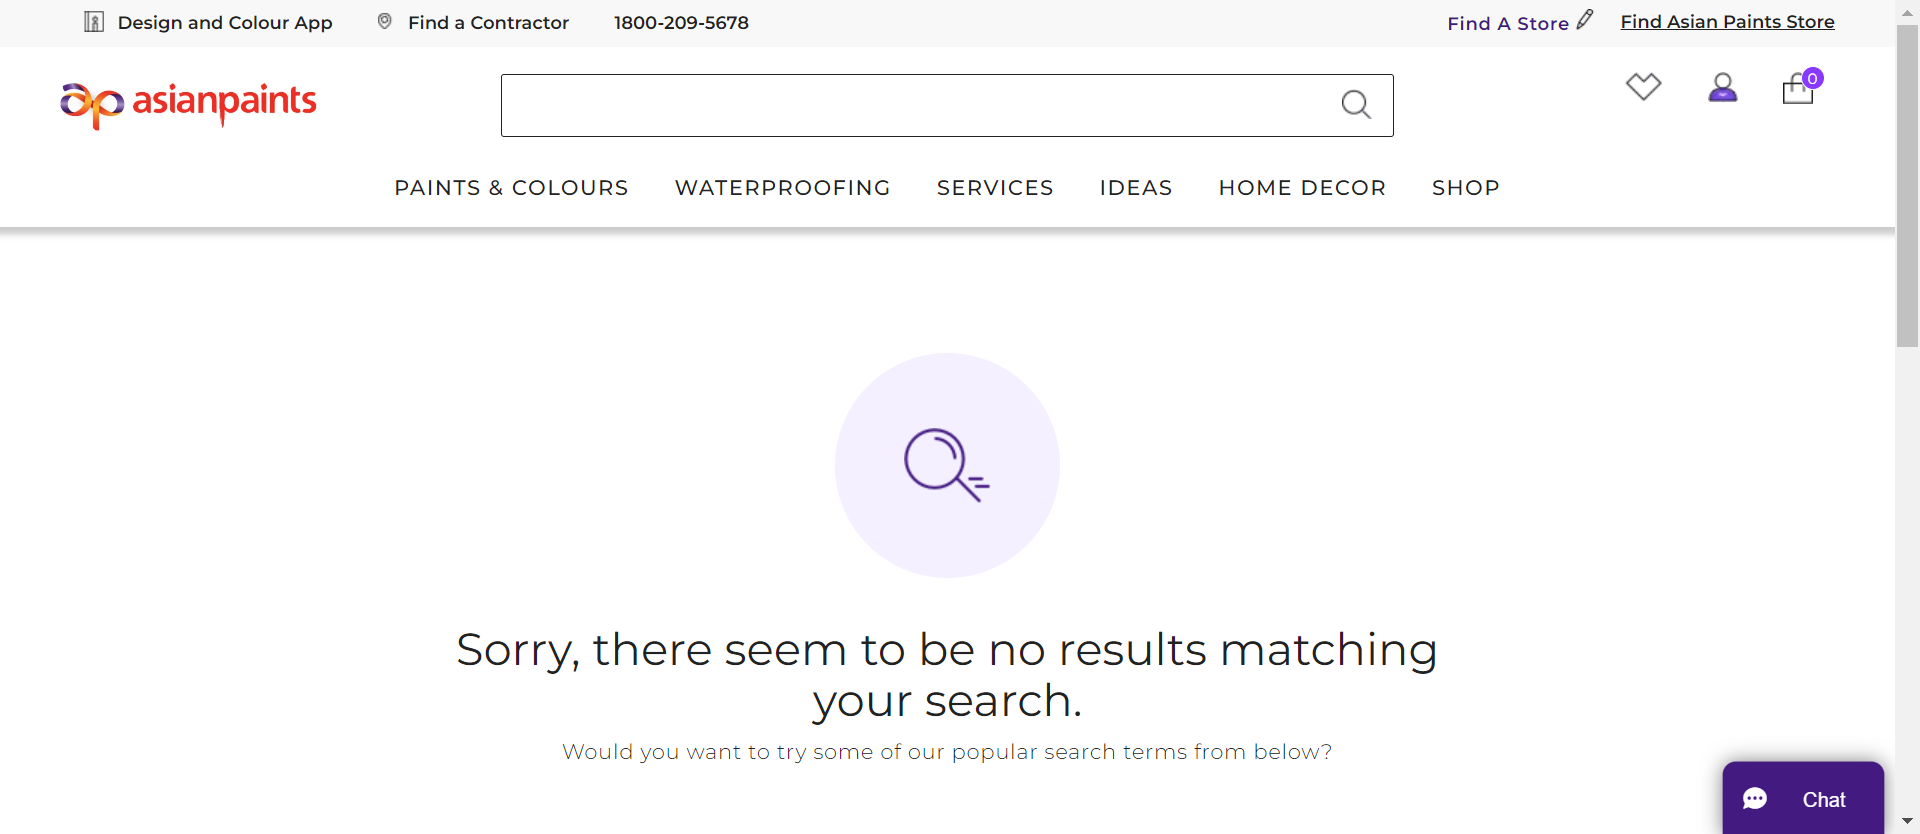 Design and Colour App
Find a Contractor
1800-209-5678
Find A Store
Find Asian Paints Store
asianpaints
0
PAINTS & COLOURS
WATERPROOFING
SERVICES
IDEAS
HOME DECOR
SHOP
Sorry, there seem to be no results matching
your search.
Would you want to try some of our popular search terms from below?
Chat